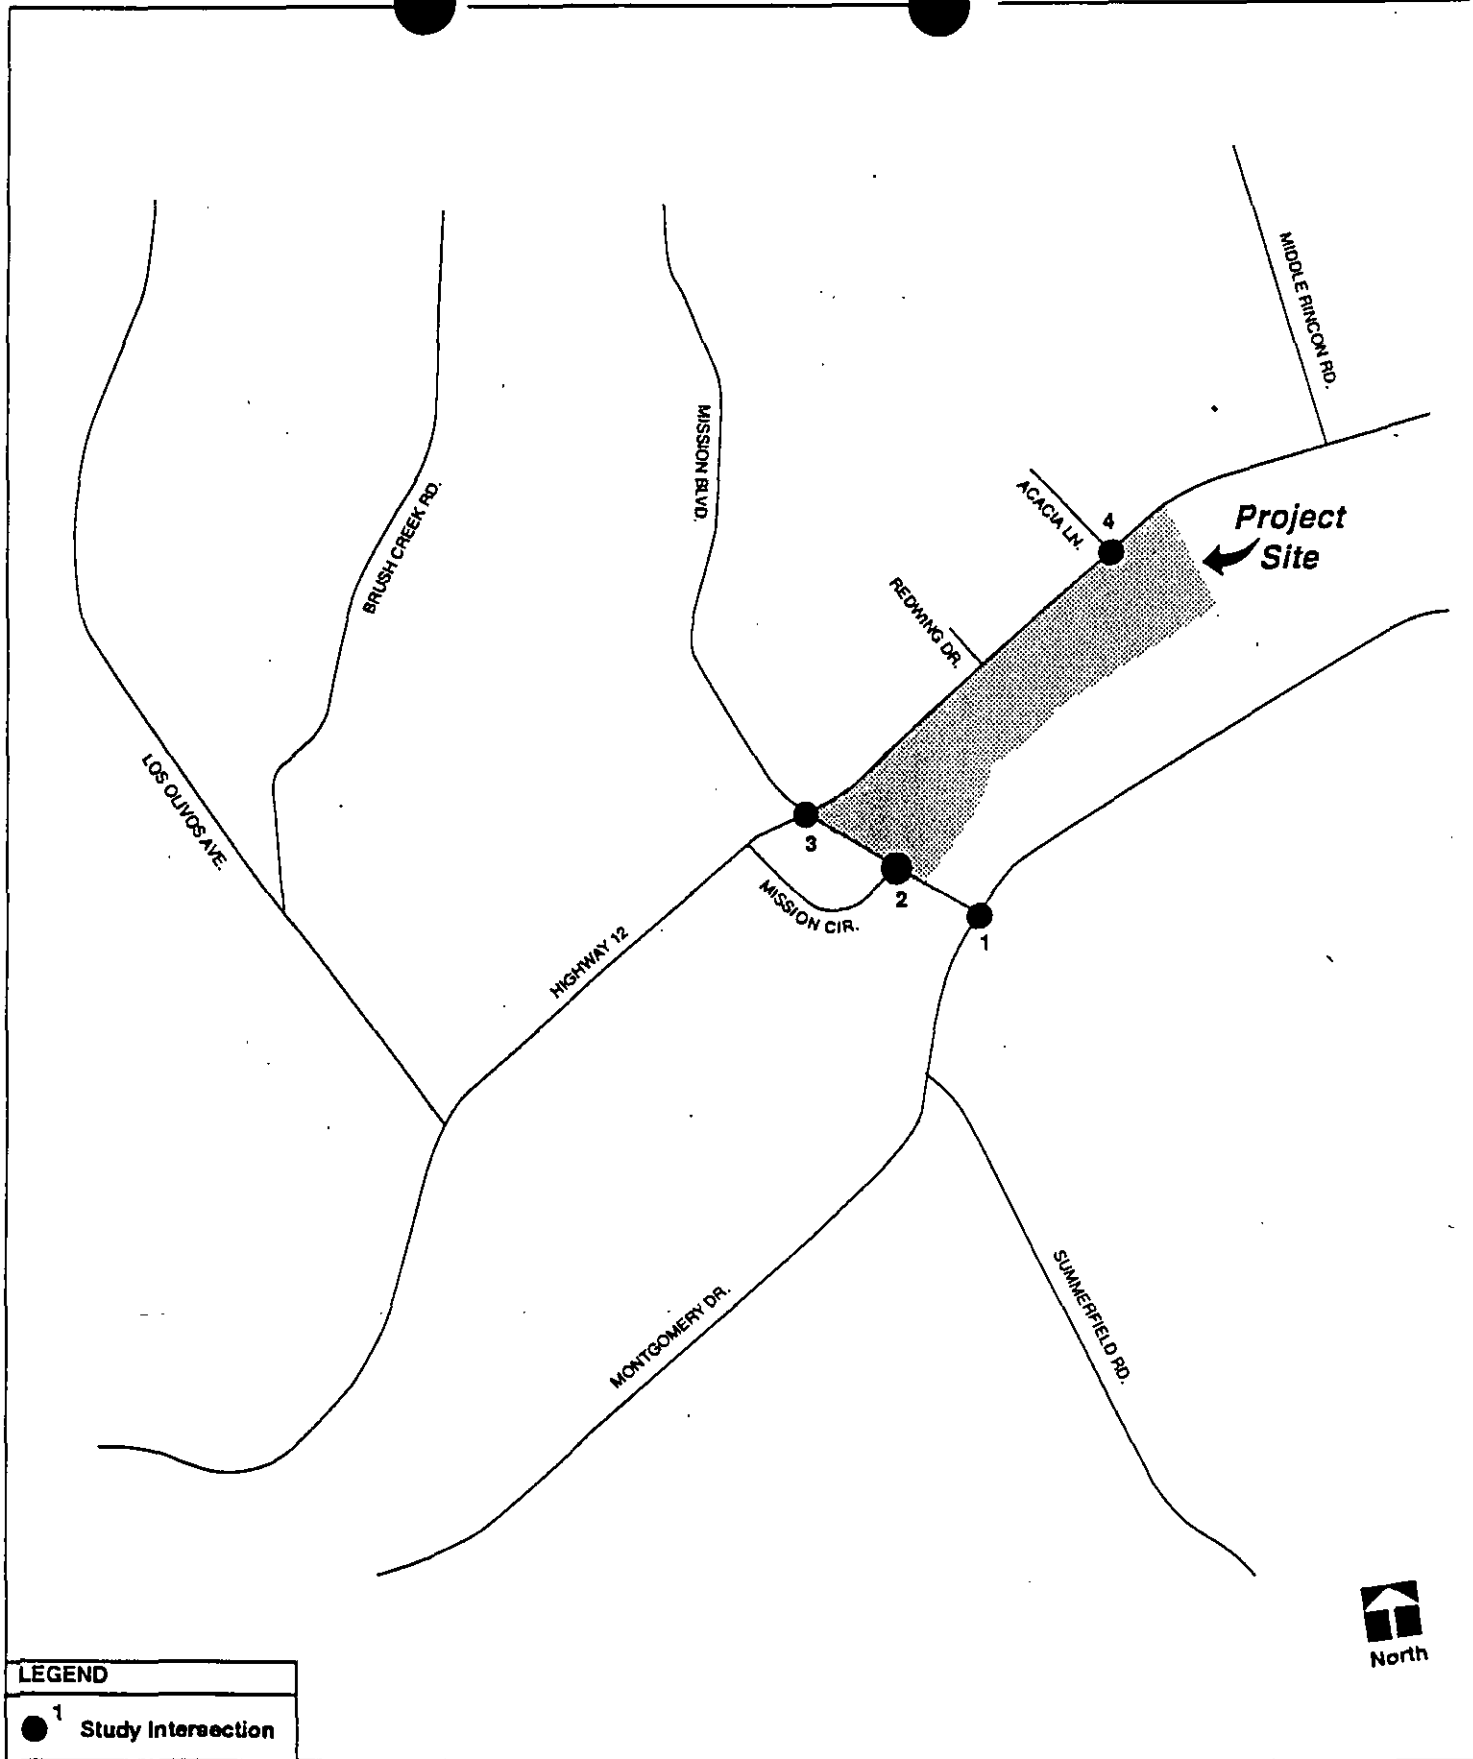 MIDDLE RINCON RD.
MISSION BLVD.
ACACIA LN.
4
Project
Site
BRUSH CREEK RD.
REDWING DR.
LOS OLIVOS AVE.
3
MISSION CIR.
2
1
HIGHWAY 12
SUMMERFIELD RD.
MONTGOMERY DR.
North
LEGEND
1 Study Intersection